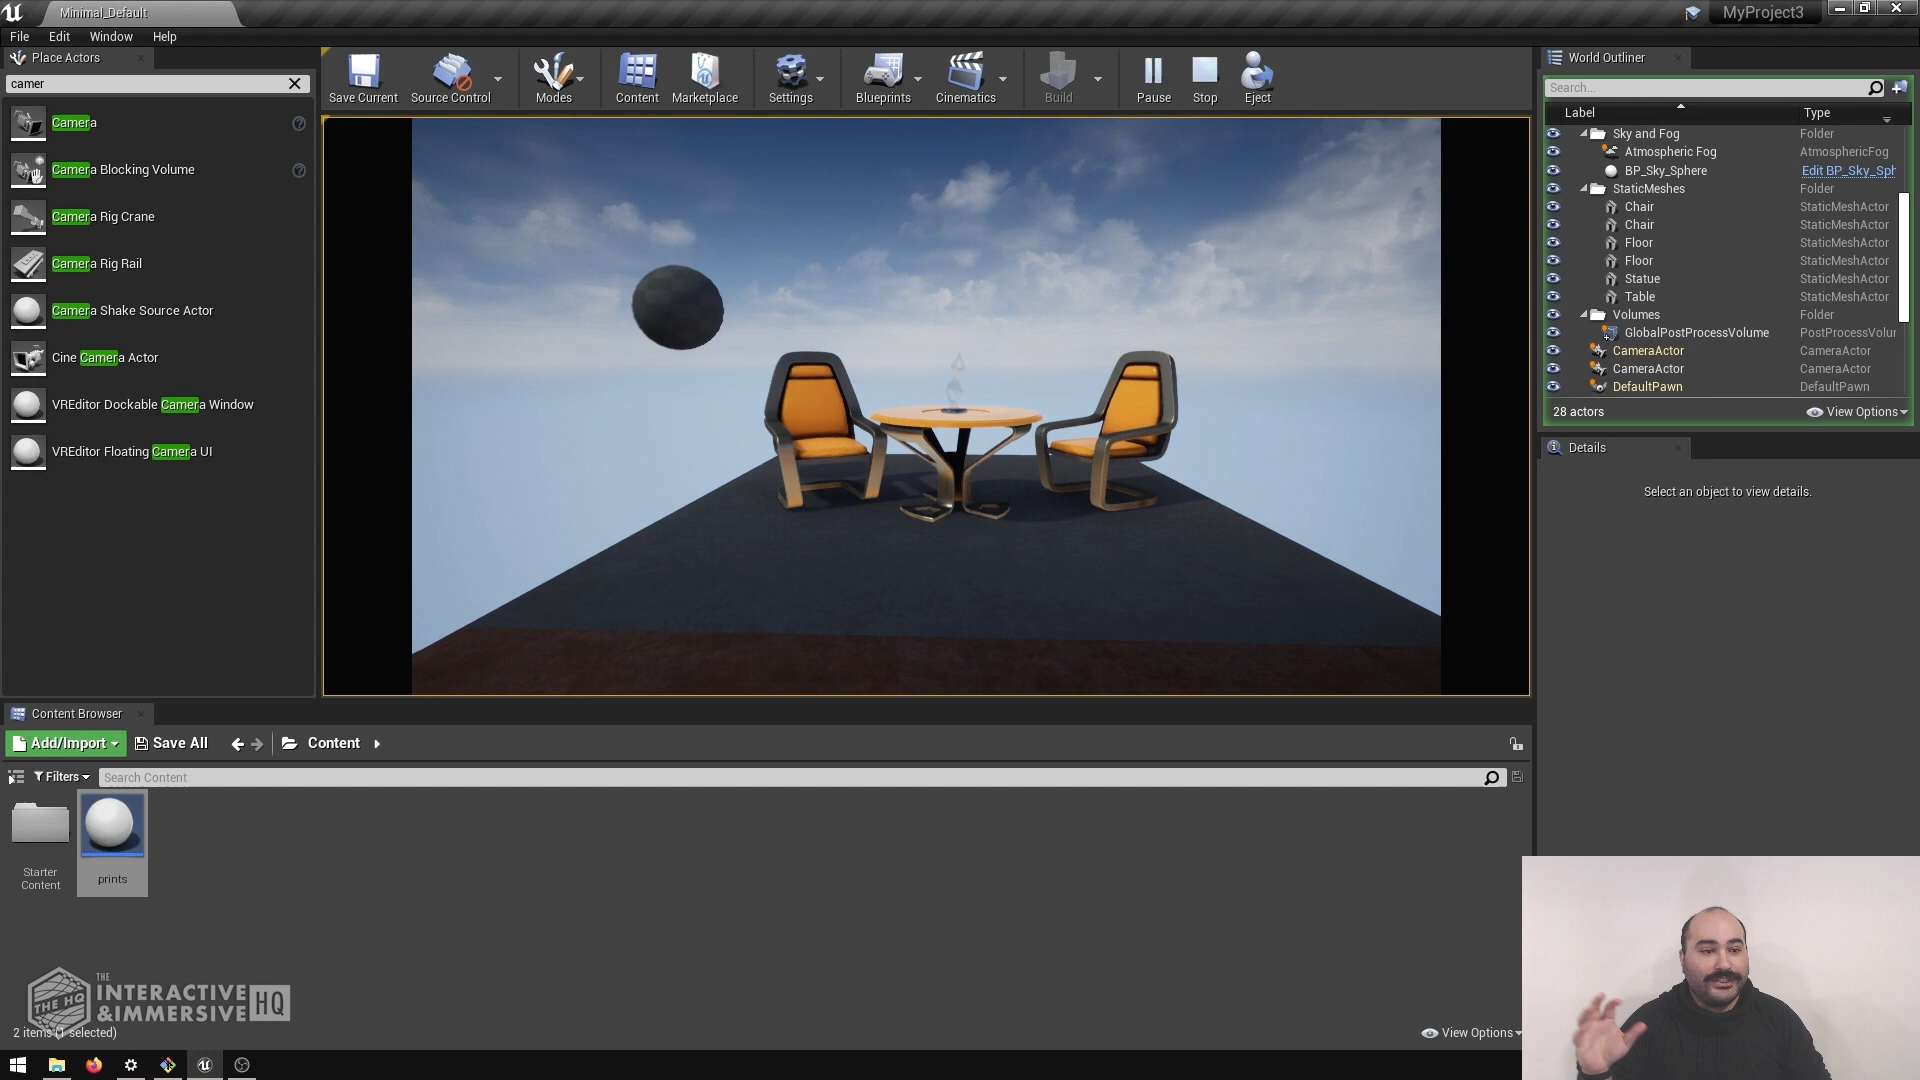 Minimal_Default
MyProject3
File Edit Window Help
Place Actors
camer
Camera
Camera Blocking Volume
Camera Rig Crane
Camera Rig Rail
Camera Shake Source Actor
Cine Camera Actor
VREditor Dockable Camera Window
VREditor Floating Camera UI
Save Current Source Control Modes Content Marketplace Settings Blueprints Cinematics Build Pause Stop Eject
World Outliner
Search...
Label Type
Sky and Fog Folder
Atmospheric Fog AtmosphericFog
BP_Sky_Sphere Edit BP_Sky_Sph
StaticMeshes Folder
Chair StaticMeshActor
Chair StaticMeshActor
Floor StaticMeshActor
Floor StaticMeshActor
Statue StaticMeshActor
Table StaticMeshActor
Volumes Folder
GlobalPostProcessVolume PostProcessVolu
CameraActor CameraActor
CameraActor CameraActor
DefaultPawn DefaultPawn
28 actors View Options
Details
Select an object to view details.
Content Browser
Add/Import Save All Content
Filters Search Content
Starter
Content
prints
THE HQ
THE
INTERACTIVE
&IMMERSIVE HQ
2 items (1 selected)
View Options